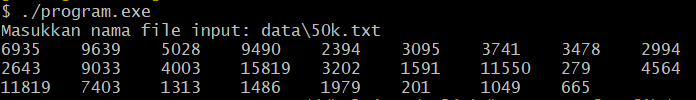 $ ./program.exe
Masukkan nama file input: data\50k.txt
6935 9639 5028 9490 2394 3095 3741 3478 2994
2643 9033 4003 15819 3202 1591 11550 279 4564
11819 7403 1313 1486 1979 201 1049 665